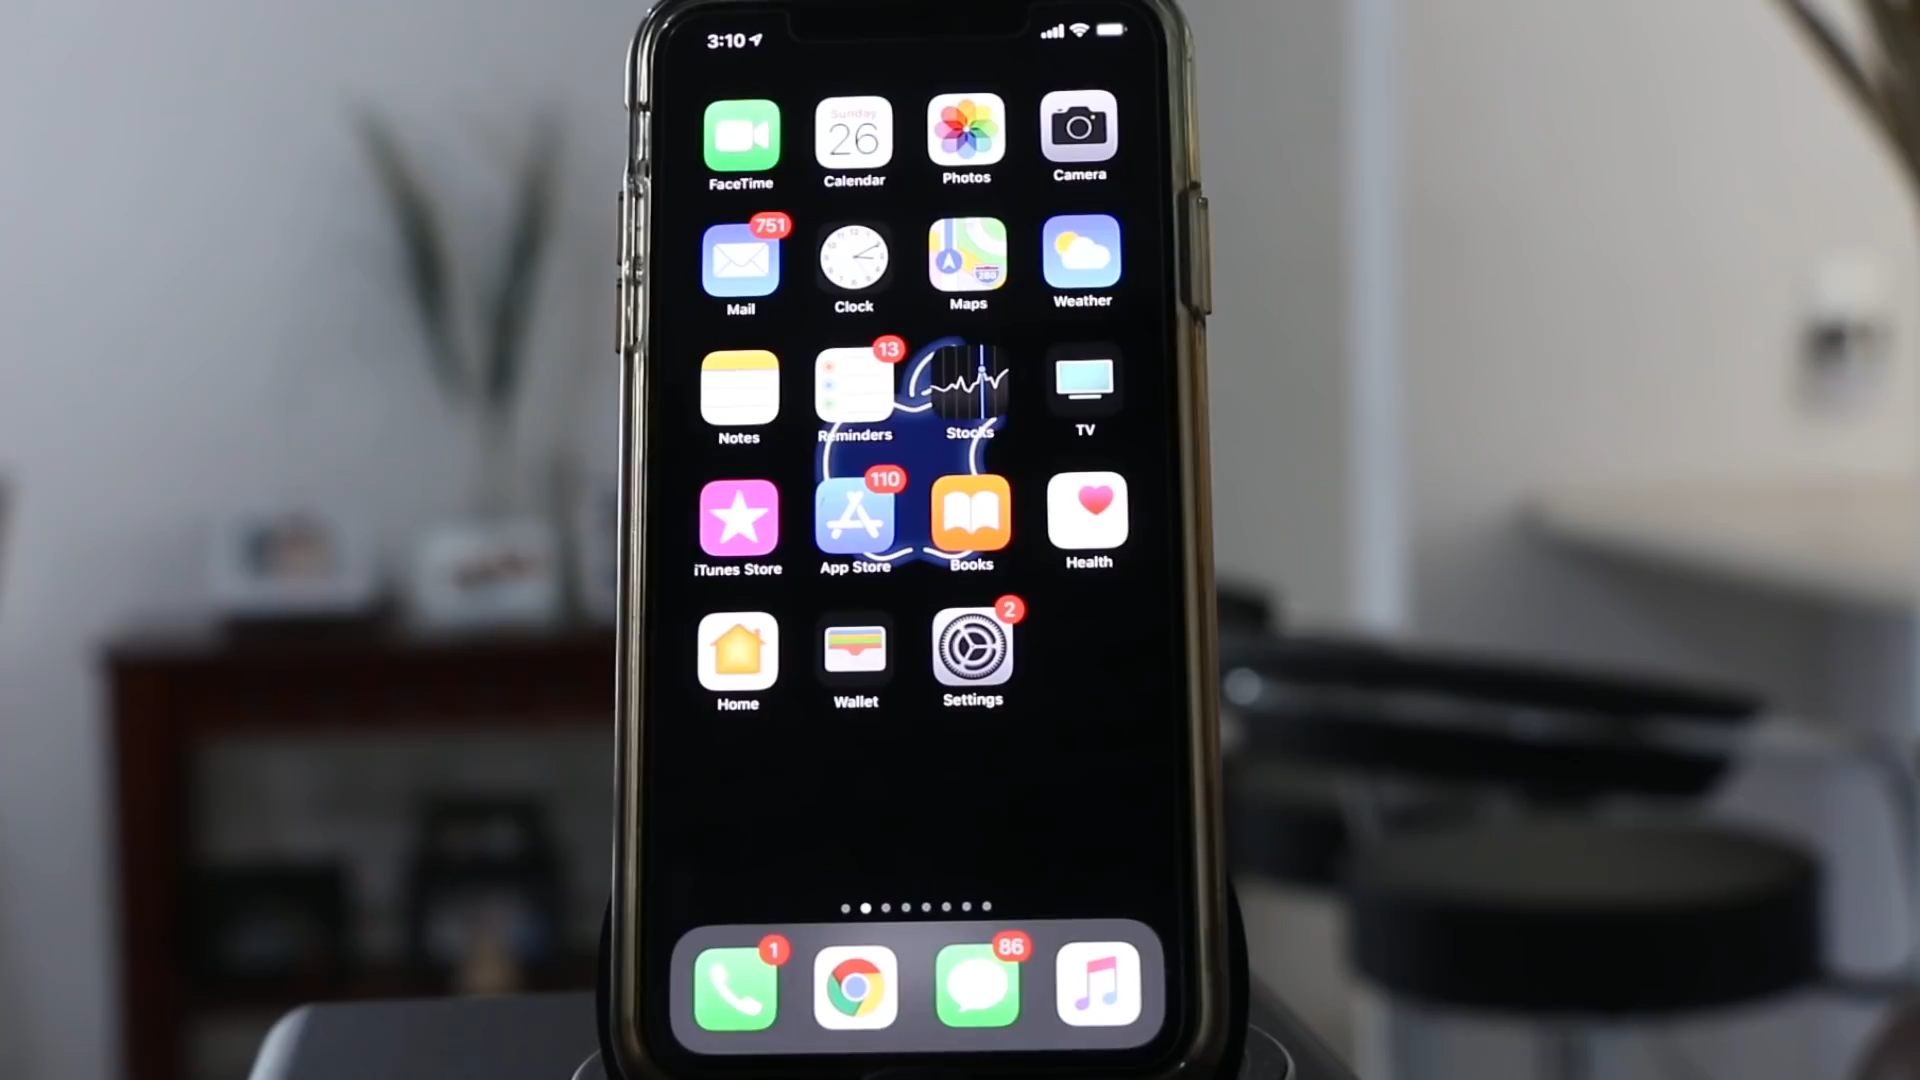 3:10
FaceTime
Sunday
26
Calendar
Photos
Camera
751
Mail
Clock
280
Maps
Weather
Notes
13
Reminders
Stocks
TV
iTunes Store
110
App Store
Books
Health
Home
Wallet
2
Settings
1
86